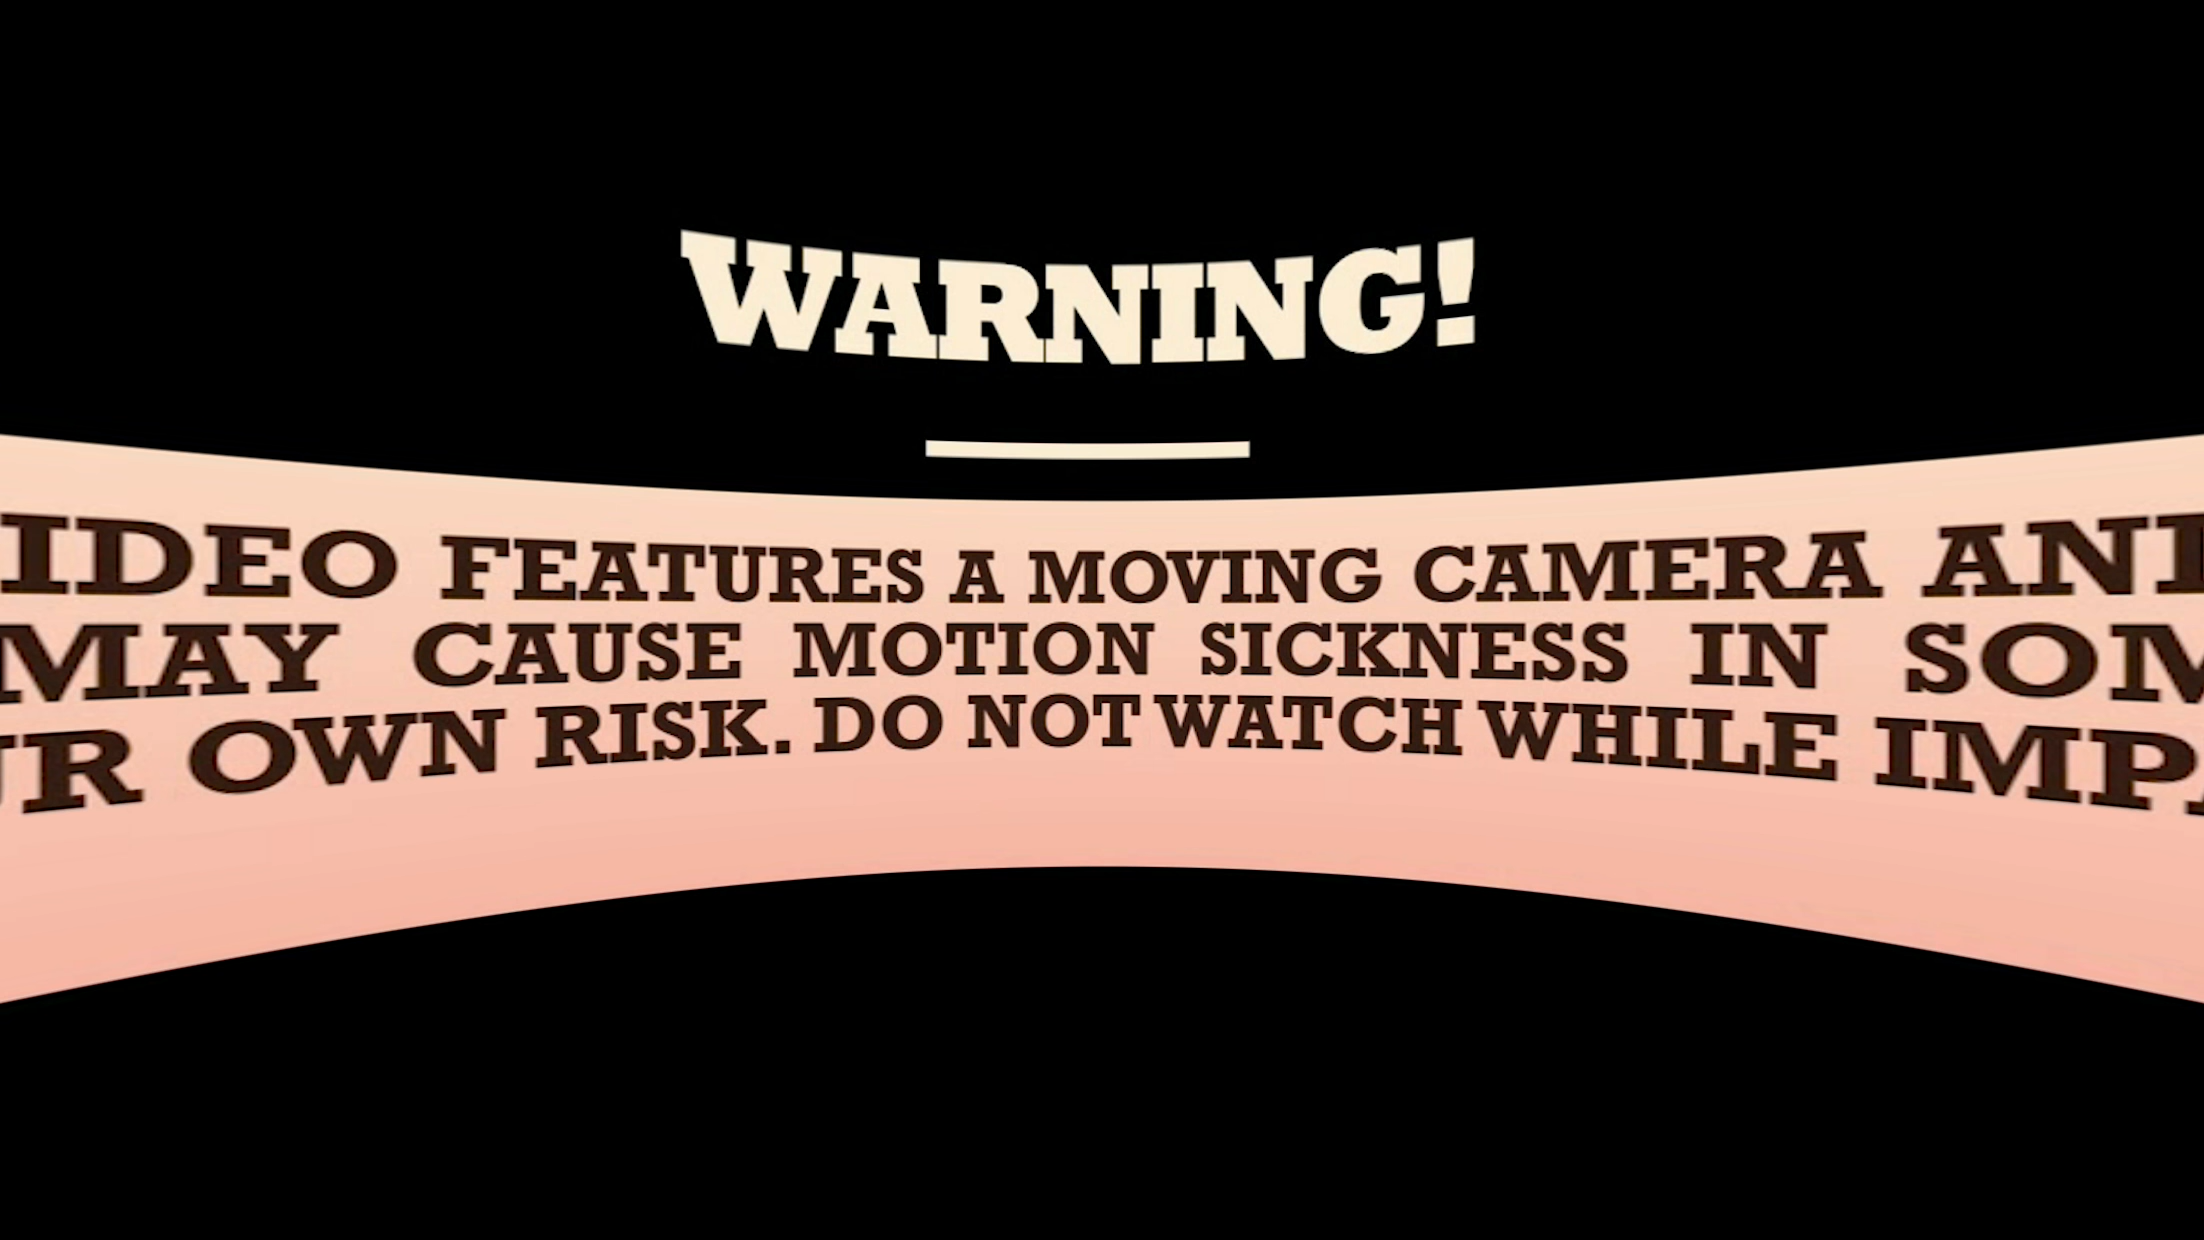 WARNING!
IDEO FEATURES A MOVING CAMERA AN
MAY CAUSE MOTION SICKNESS IN SOM
R OWN RISK. DO NOT WATCH WHILE IMP